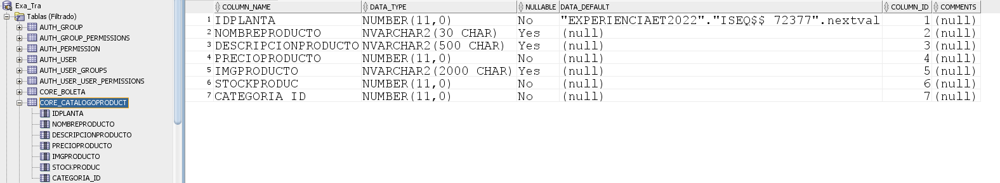 Exa_Tra
Tablas (Filtrado)
AUTH_GROUP
AUTH_GROUP_PERMISSIONS
AUTH_PERMISSION
AUTH_USER
AUTH_USER_GROUPS
AUTH_USER_USER_PERMISSIONS
CORE_BOLETA
CORE_CATALOGOPRODUCT
IDPLANTA
NOMBREPRODUCTO
DESCRIPCIONPRODUCTO
PRECIOPRODUCTO
IMGPRODUCTO
STOCKPRODUC
CATEGORIA_ID
COLUMN_NAME DATA_TYPE NULLABLE DATA_DEFAULT COLUMN_ID COMMENTS
1 IDPLANTA NUMBER(11,0) No "EXPERIENCIAET2022"."ISEQ$$_72377".nextval 1 (null)
2 NOMBREPRODUCTO NVARCHAR2(30 CHAR) Yes (null) 2 (null)
3 DESCRIPCIONPRODUCTO NVARCHAR2(500 CHAR) Yes (null) 3 (null)
4 PRECIOPRODUCTO NUMBER(11,0) No (null) 4 (null)
5 IMGPRODUCTO NVARCHAR2(2000 CHAR) Yes (null) 5 (null)
6 STOCKPRODUC NUMBER(11,0) No (null) 6 (null)
7 CATEGORIA_ID NUMBER(11,0) No (null) 7 (null)